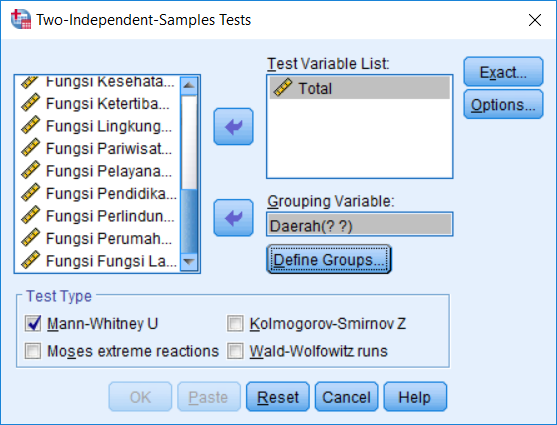 Two-Independent-Samples Tests
Test Variable List:
Fungsi Kesehata...
Fungsi Ketertiba...
Fungsi Lingkung...
Fungsi Pariwisat...
Fungsi Pelayana...
Fungsi Pendidika...
Fungsi Perlindun...
Fungsi Perumah...
Fungsi Fungsi La...
Total
Exact...
Options...
Grouping Variable:
Daerah(? ?)
Define Groups...
Test Type
Mann-Whitney U
Kolmogorov-Smirnov Z
Moses extreme reactions
Wald-Wolfowitz runs
OK
Paste
Reset
Cancel
Help